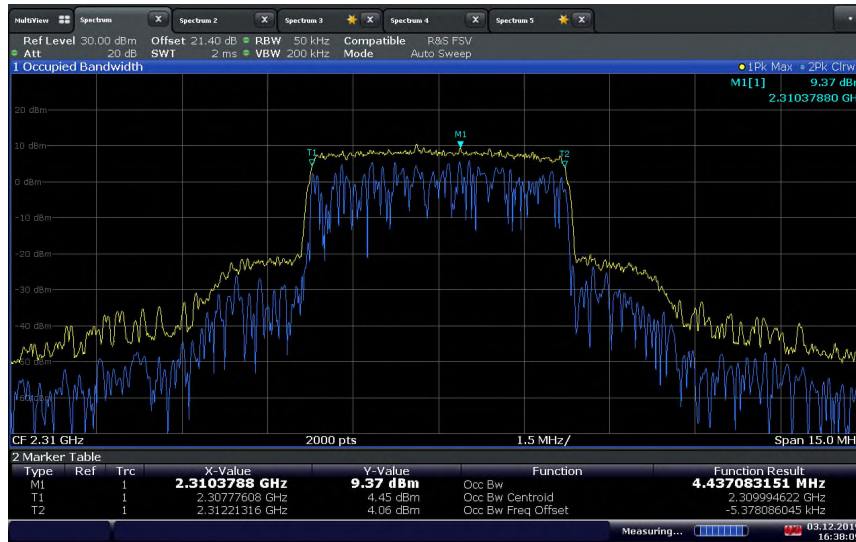 MultiView Spectrum X Spectrum 2 X Spectrum 3 X Spectrum 4 X Spectrum 5 X
Ref Level 30.00 dBm Offset 21.40 dB RBW 50 kHz Compatible R&S FSV
Att 20 dB SWT 2 ms VBW 200 kHz Mode Auto Sweep
1 Occupied Bandwidth 1Pk Max 2Pk Clrw
M1[1] 9.37 dBm
2.31037880 GH
20 dBm
M1
10 dBm
T1 T2
0 dBm
-10 dBm
-20 dBm
-30 dBm
-40 dBm
CF 2.31 GHz 2000 pts 1.5 MHz/ Span 15.0 MH
2 Marker Table
Type Ref Trc X-Value Y-Value Function Function Result
M1 1 2.3103788 GHz 9.37 dBm Occ Bw 4.437083151 MHz
T1 1 2.30777608 GHz 4.45 dBm Occ Bw Centroid 2.309994622 GHz
T2 1 2.31221316 GHz 4.06 dBm Occ Bw Freq Offset -5.378086045 kHz
Measuring... 03.12.2019
16:38:09